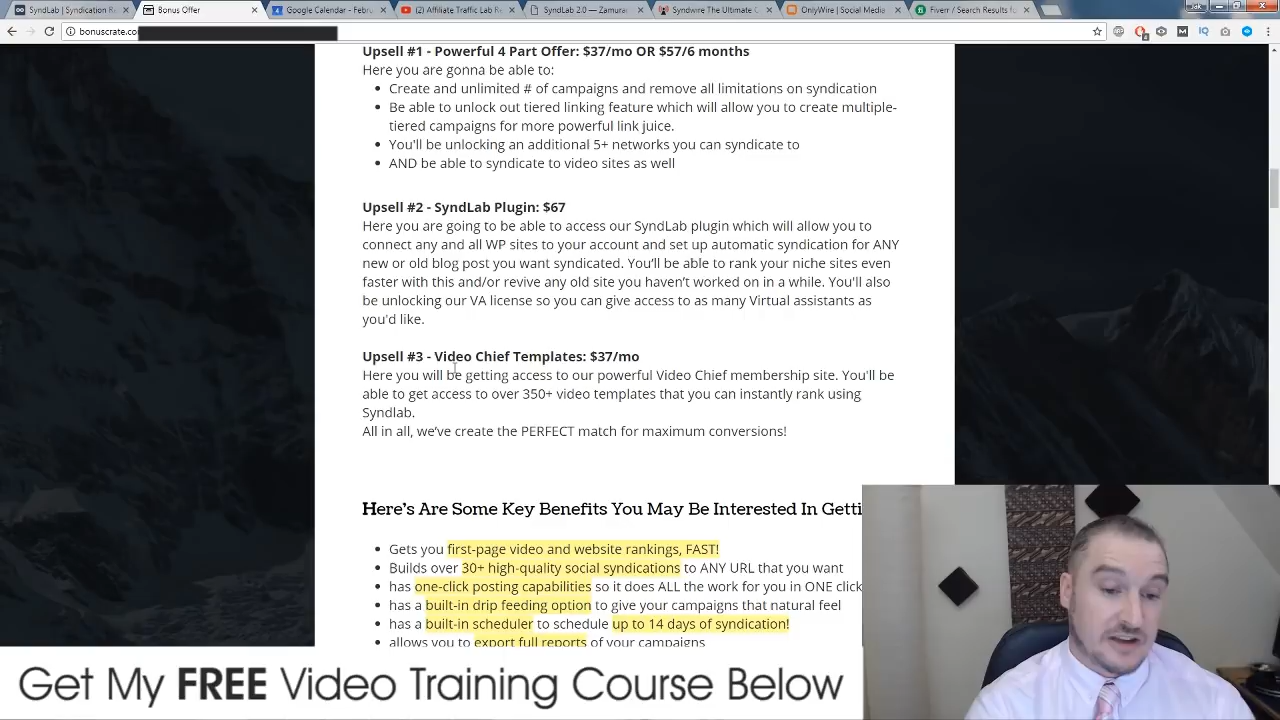 SyndLab | Syndication R
Bonus Offer
Google Calendar - Febru
(2) Affiliate Traffic Lab Re
SyndLab 2.0 — Zamura
Syndwire The Ultimate C
OnlyWire | Social Media
Fiverr / Search Results fo
Jak
bonuscrate.co
Upsell #1 - Powerful 4 Part Offer: $37/mo OR $57/6 months
Here you are gonna be able to:
• Create and unlimited # of campaigns and remove all limitations on syndication
• Be able to unlock out tiered linking feature which will allow you to create multiple-
tiered campaigns for more powerful link juice.
• You'll be unlocking an additional 5+ networks you can syndicate to
• AND be able to syndicate to video sites as well
Upsell #2 - SyndLab Plugin: $67
Here you are going to be able to access our SyndLab plugin which will allow you to
connect any and all WP sites to your account and set up automatic syndication for ANY
new or old blog post you want syndicated. You'll be able to rank your niche sites even
faster with this and/or revive any old site you haven't worked on in a while. You'll also
be unlocking our VA license so you can give access to as many Virtual assistants as
you'd like.
Upsell #3 - Video Chief Templates: $37/mo
Here you will be getting access to our powerful Video Chief membership site. You'll be
able to get access to over 350+ video templates that you can instantly rank using
Syndlab.
All in all, we've create the PERFECT match for maximum conversions!
Here's Are Some Key Benefits You May Be Interested In Getti
• Gets you first-page video and website rankings, FAST!
• Builds over 30+ high-quality social syndications to ANY URL that you want
• has one-click posting capabilities so it does ALL the work for you in ONE click
• has a built-in drip feeding option to give your campaigns that natural feel
• has a built-in scheduler to schedule up to 14 days of syndication!
• allows you to export full reports of your campaigns
Get My FREE Video Training Course Below